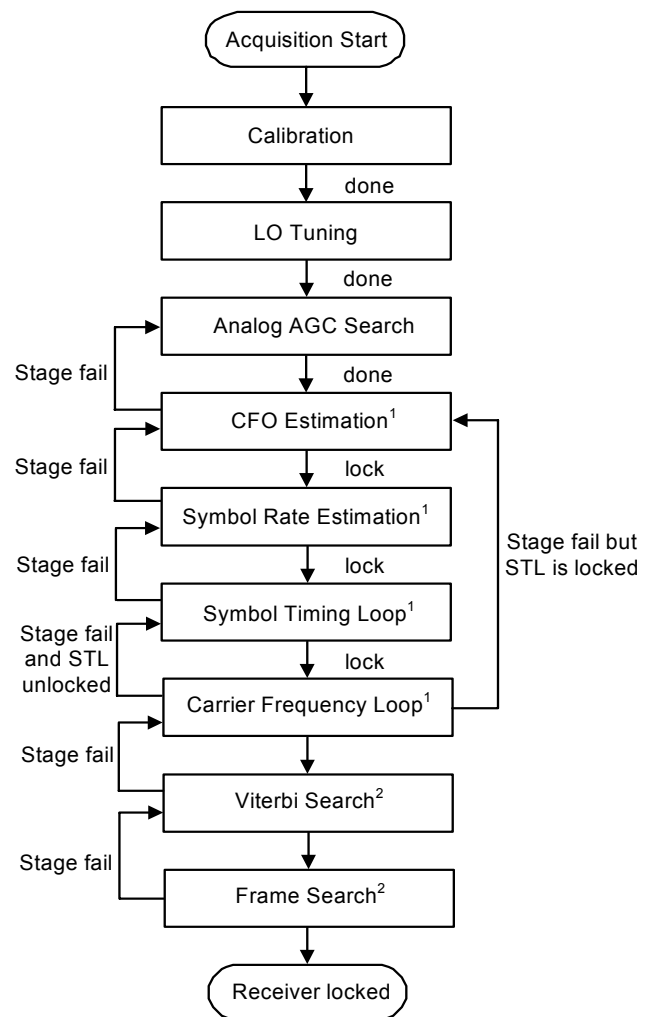 Acquisition Start
Calibration
done
LO Tuning
done
Analog AGC Search
Stage fail
done
CFO Estimation¹
Stage fail
lock
Symbol Rate Estimation¹
Stage fail but
STL is locked
Stage fail
lock
Symbol Timing Loop¹
Stage fail
and STL
unlocked
lock
Carrier Frequency Loop¹
Stage fail
Viterbi Search²
Stage fail
Frame Search²
Receiver locked